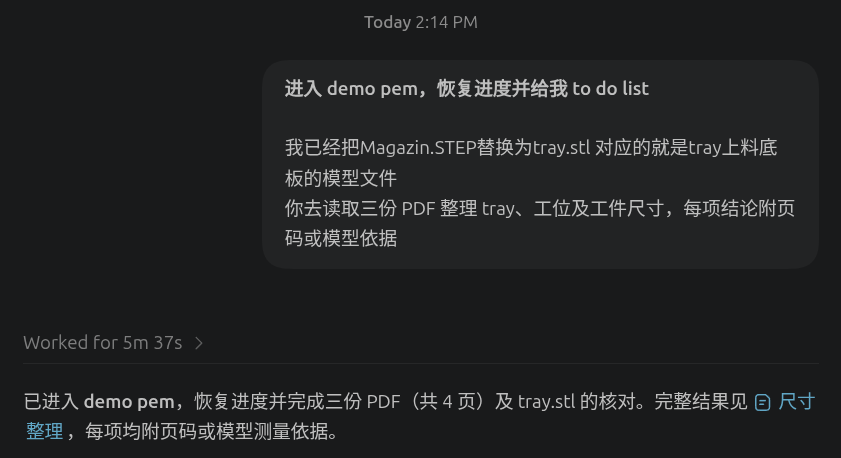 Today 2:14 PM
进入 demo pem，恢复进度并给我 to do list
我已经把Magazin.STEP替换为tray.stl 对应的就是tray上料底
板的模型文件
你去读取三份 PDF 整理 tray、工位及工件尺寸，每项结论附页
码或模型依据
Worked for 5m 37s
已进入 demo pem，恢复进度并完成三份 PDF（共 4 页）及 tray.stl 的核对。完整结果见 尺寸
整理，每项均附页码或模型测量依据。